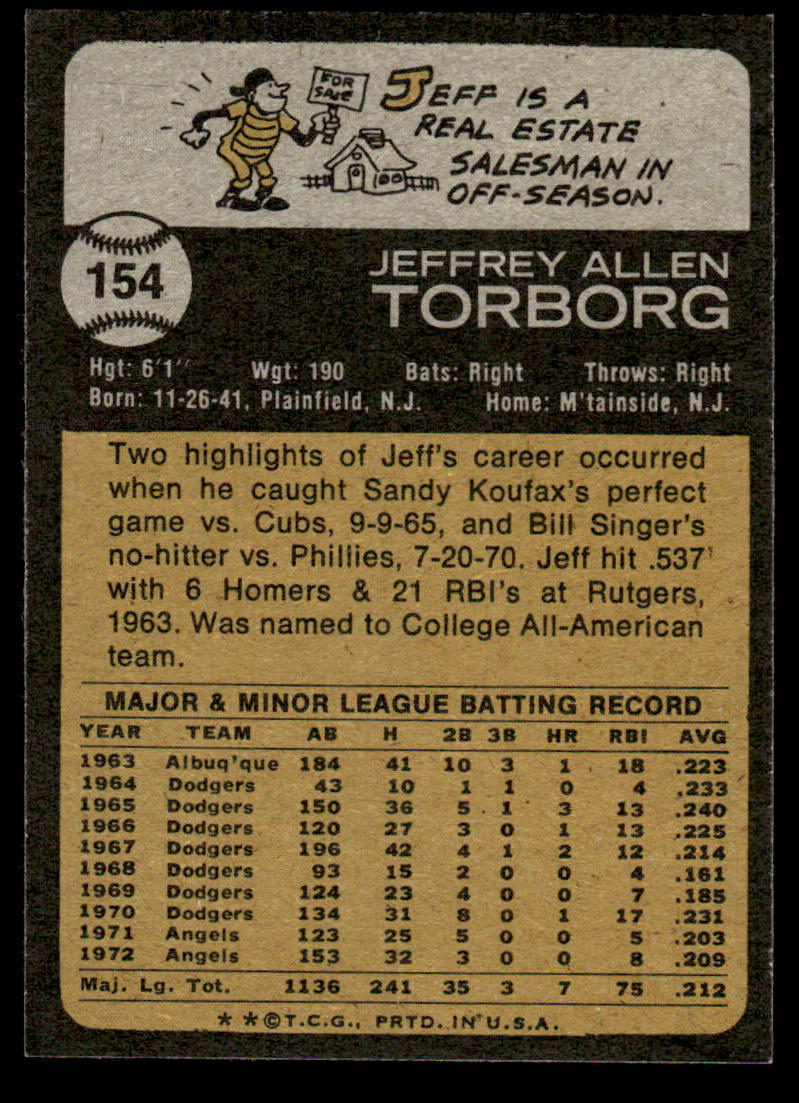 FOR
SALE
JEFF IS A
REAL ESTATE
SALESMAN IN
OFF-SEASON.
154
JEFFREY ALLEN
TORBORG
Hgt: 6'1" Wgt: 190 Bats: Right Throws: Right
Born: 11-26-41, Plainfield, N.J. Home: M'tainside, N.J.
Two highlights of Jeff's career occurred
when he caught Sandy Koufax's perfect
game vs. Cubs, 9-9-65, and Bill Singer's
no-hitter vs. Phillies, 7-20-70. Jeff hit .537
with 6 Homers & 21 RBI's at Rutgers,
1963. Was named to College All-American
team.
MAJOR & MINOR LEAGUE BATTING RECORD
YEAR TEAM AB H 2B 3B HR RBI AVG
1963 Albuq'que 184 41 10 3 1 18 .223
1964 Dodgers 43 10 1 1 0 4 .233
1965 Dodgers 150 36 5 1 3 13 .240
1966 Dodgers 120 27 3 0 1 13 .225
1967 Dodgers 196 42 4 1 2 12 .214
1968 Dodgers 93 15 2 0 0 4 .161
1969 Dodgers 124 23 4 0 0 7 .185
1970 Dodgers 134 31 8 0 1 17 .231
1971 Angels 123 25 5 0 0 5 .203
1972 Angels 153 32 3 0 0 8 .209
Maj. Lg. Tot. 1136 241 35 3 7 75 .212
* *©T.C.G., PRTD. IN U.S.A.